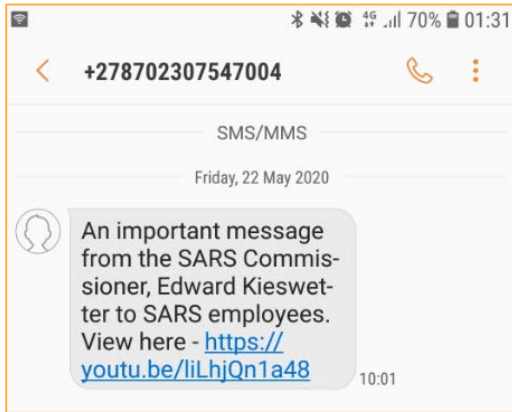 4G 70% 01:31
+278702307547004
SMS/MMS
Friday, 22 May 2020
An important message
from the SARS Commis-
sioner, Edward Kieswet-
ter to SARS employees.
View here - https://
youtu.be/liLhjQn1a48
10:01